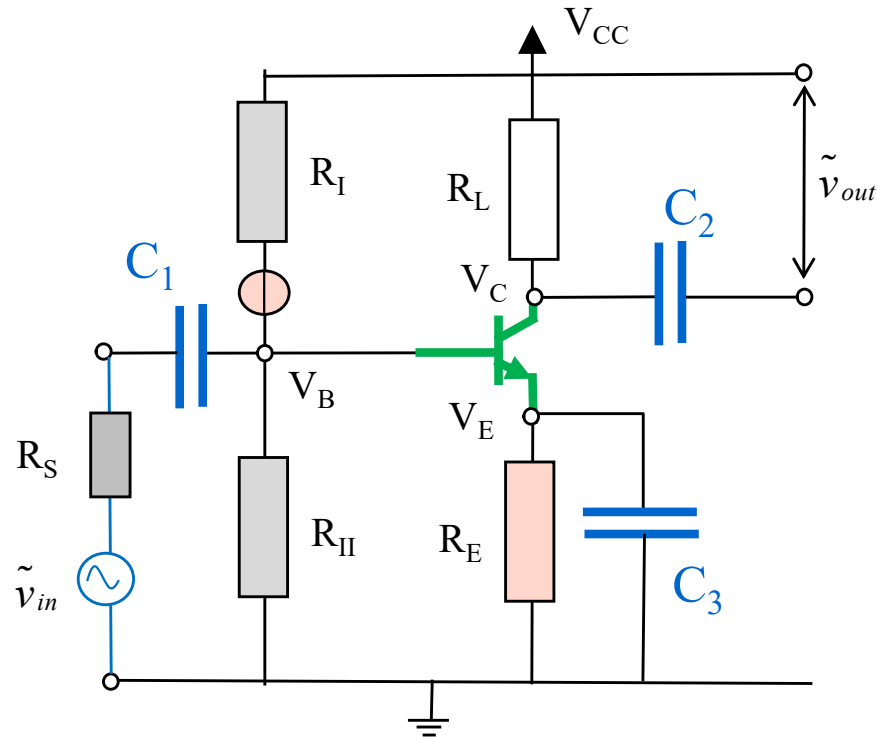 V_CC
R_I
R_L
ṽ_out
C_1
C_2
V_C
V_B
V_E
R_S
R_II
R_E
ṽ_in
C_3